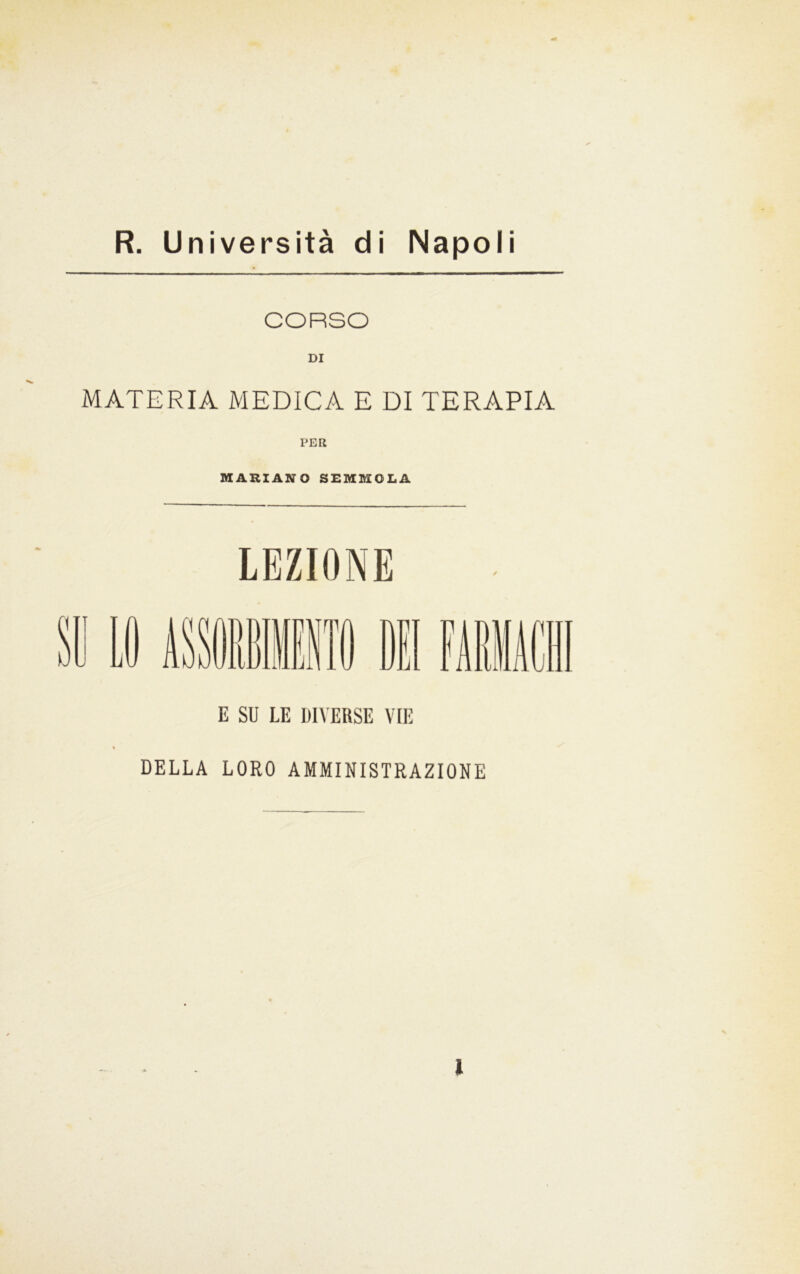 R. Università di Napoli
CORSO
DI
MATERIA MEDICA E DI TERAPIA
PER
MARIANO SEMMOLA
LEZIONE
SU LO ASSORBIMENTO DEI FARMACHI
E SU LE DIVERSE VIE
DELLA LORO AMMINISTRAZIONE
1